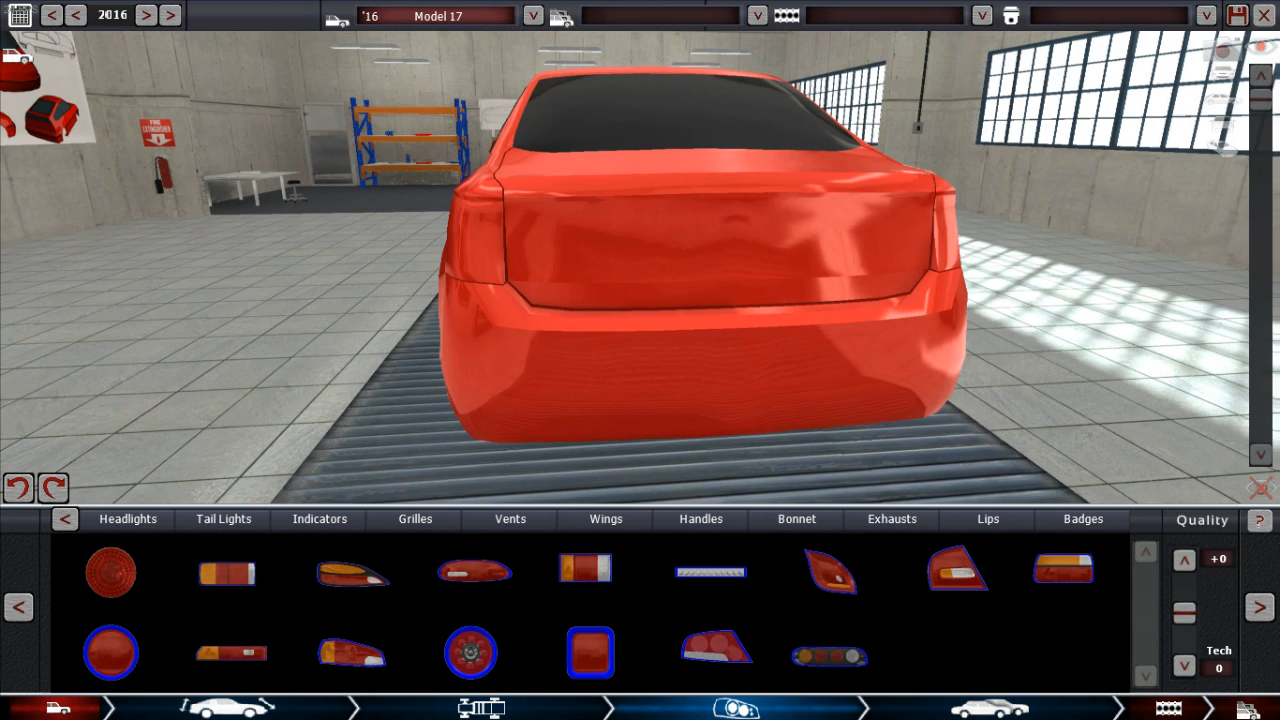 2016
'16 Model 17
FIRE EXTINGUISHER
Headlights Tail Lights Indicators Grilles Vents Wings Handles Bonnet Exhausts Lips Badges Quality ?
+0
Tech
0